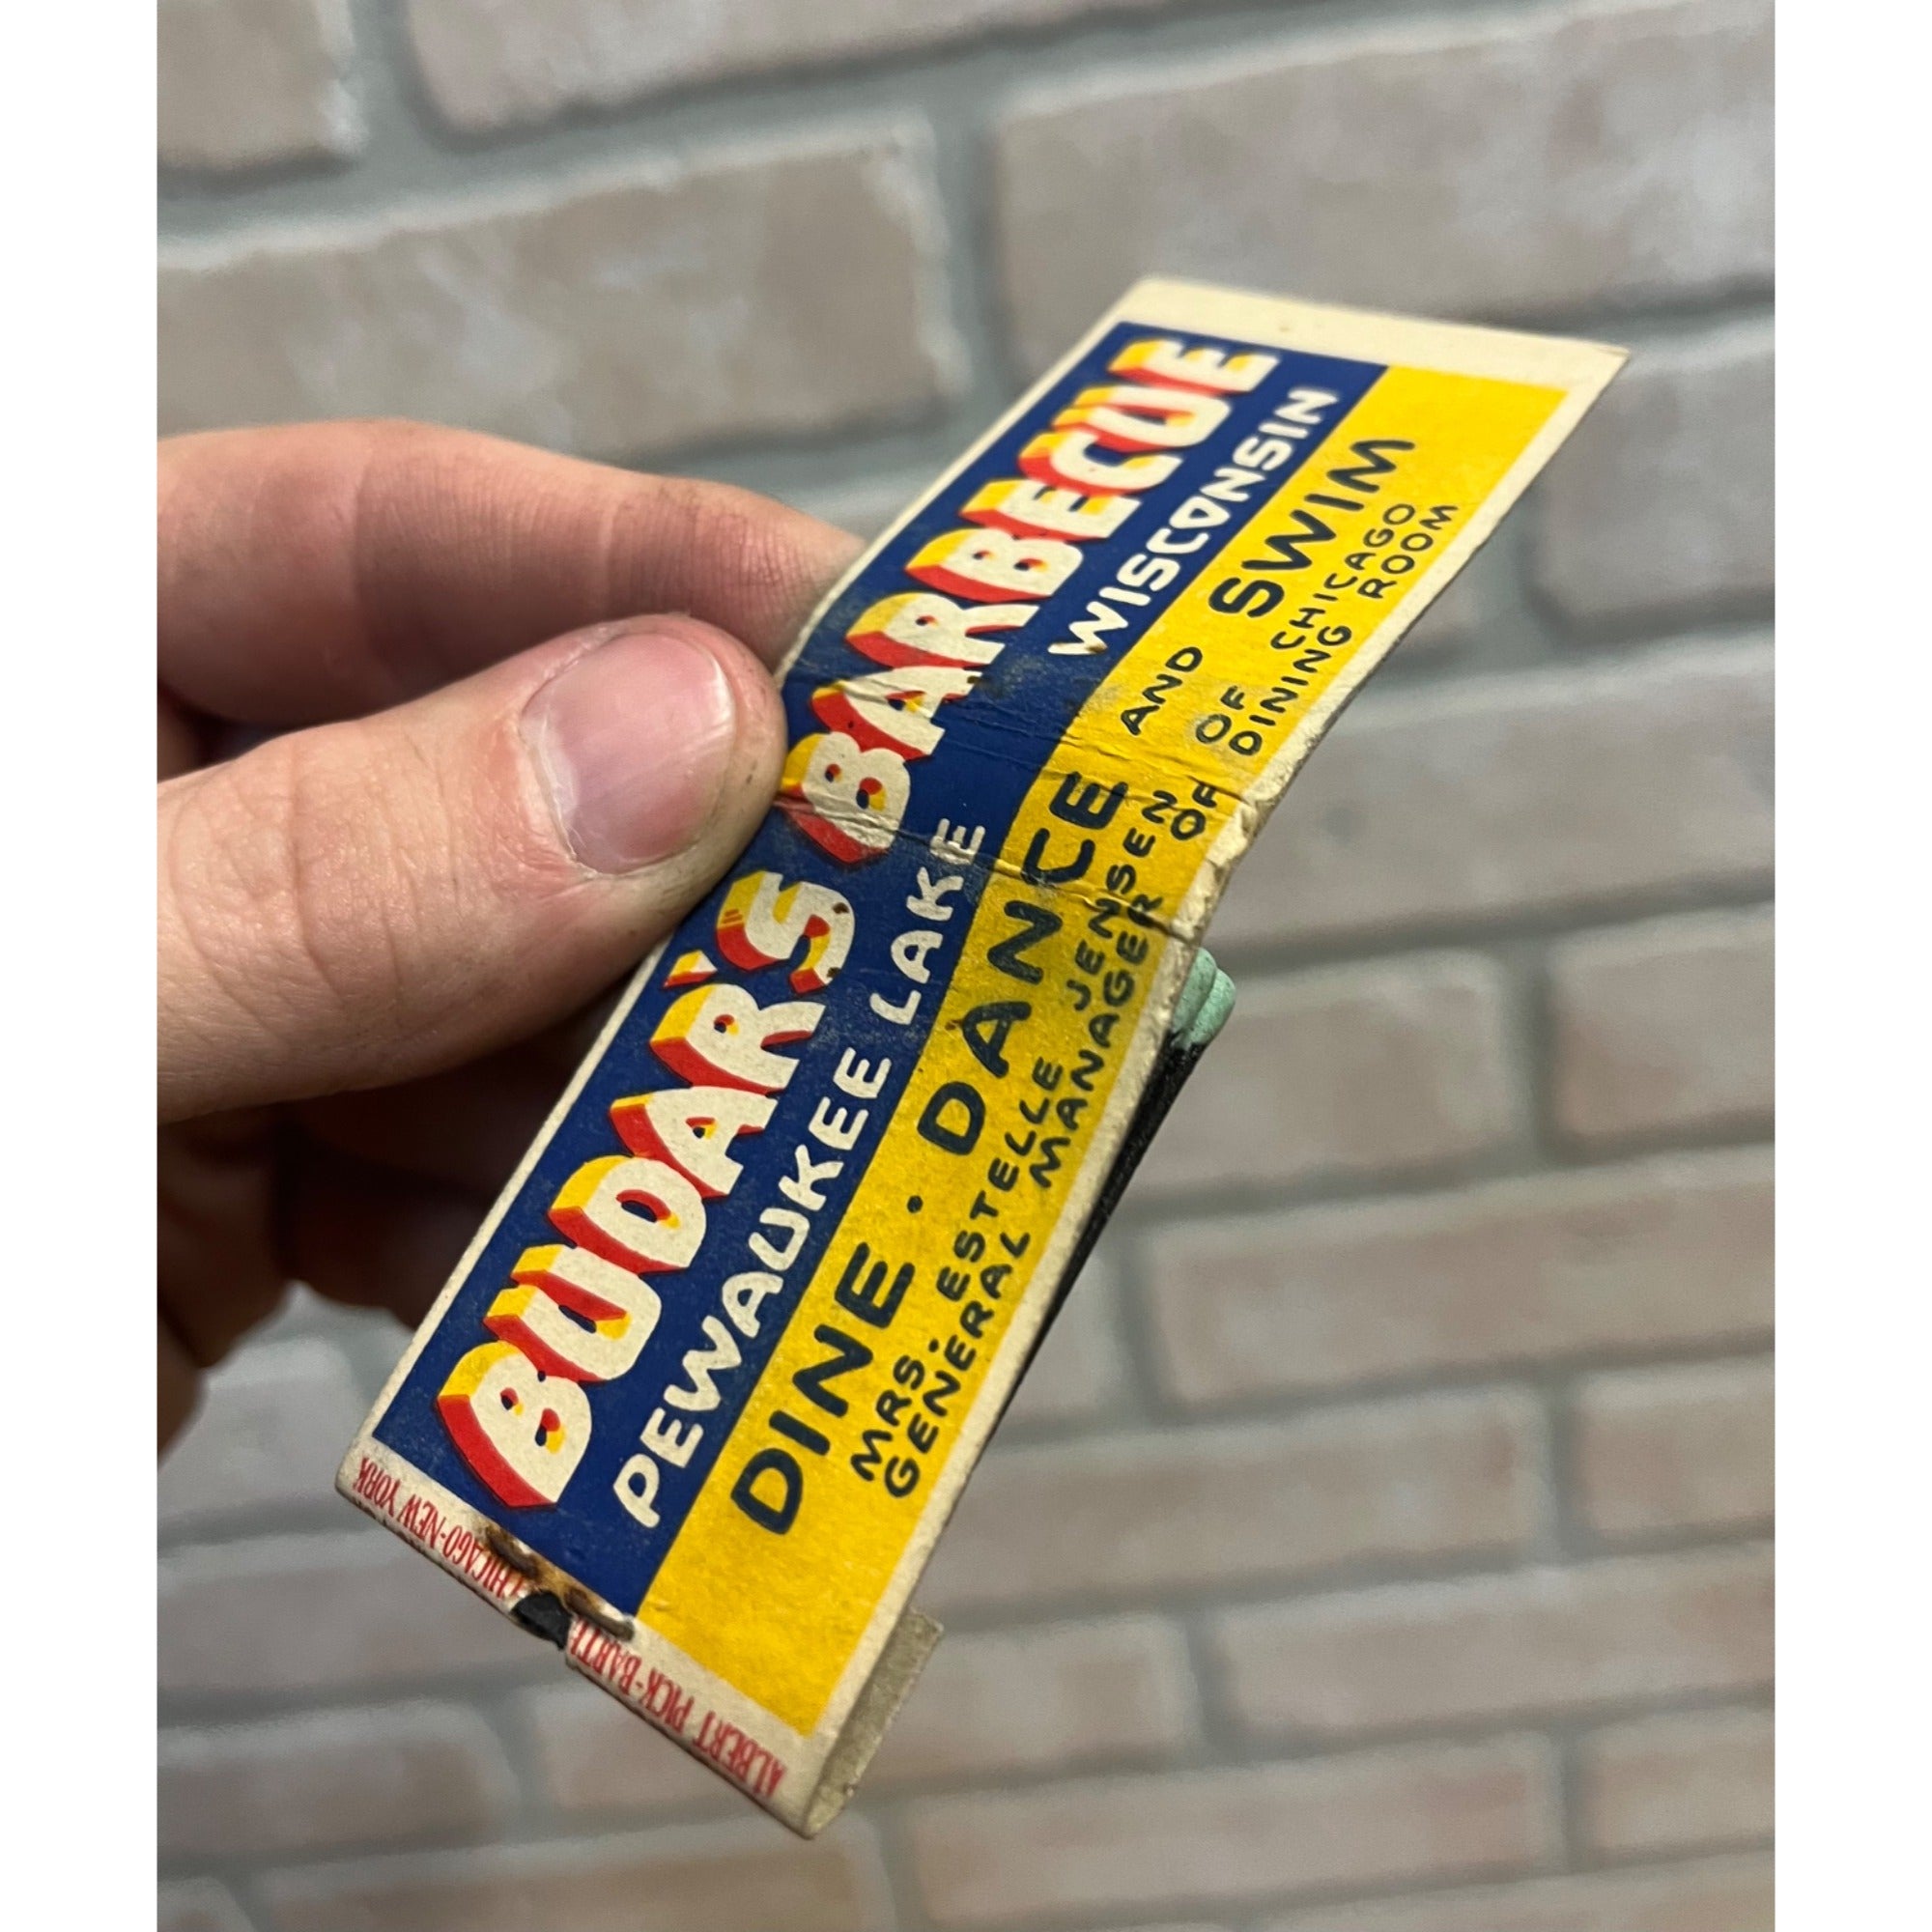 BUDAR'S BARBECUE
PEWAUKEE LAKE WISCONSIN
DINE · DANCE AND SWIM
MRS. ESTELLE JENSEN OF CHICAGO
GENERAL MANAGER OF DINING ROOM
ALBERT PICK-BARTH CHICAGO-NEW YORK